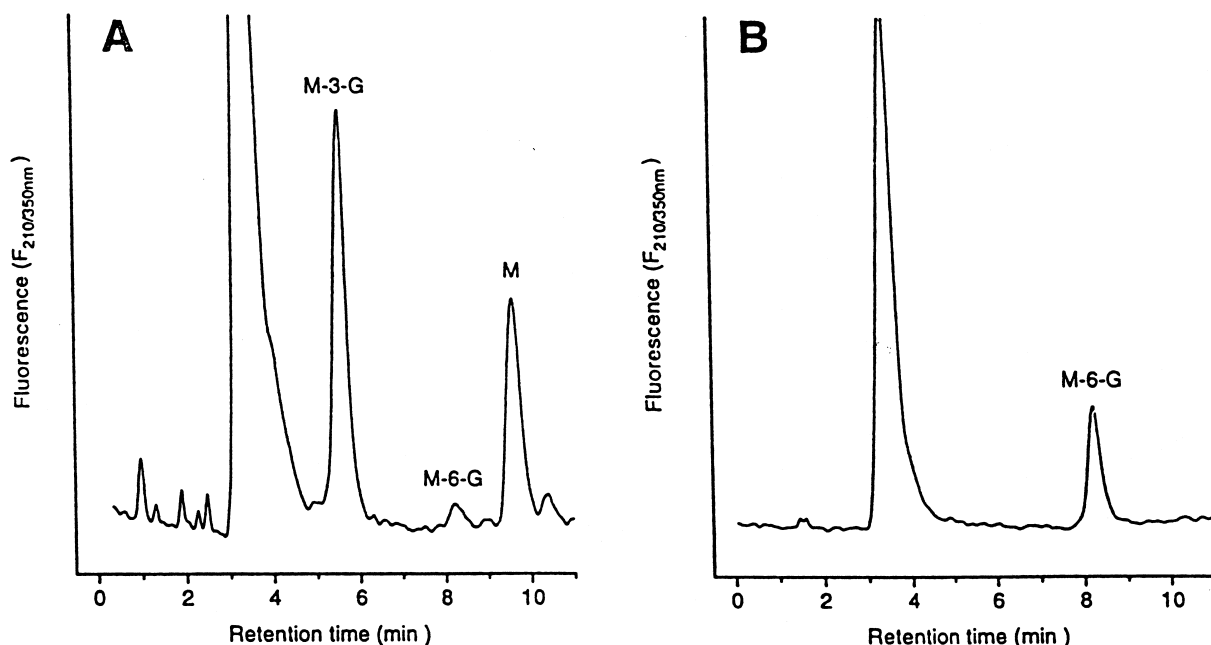 A
M-3-G
M
M-6-G
Fluorescence (F210/350nm)
0 2 4 6 8 10
Retention time (min )
B
M-6-G
Fluorescence (F210/350nm)
0 2 4 6 8 10
Retention time (min )